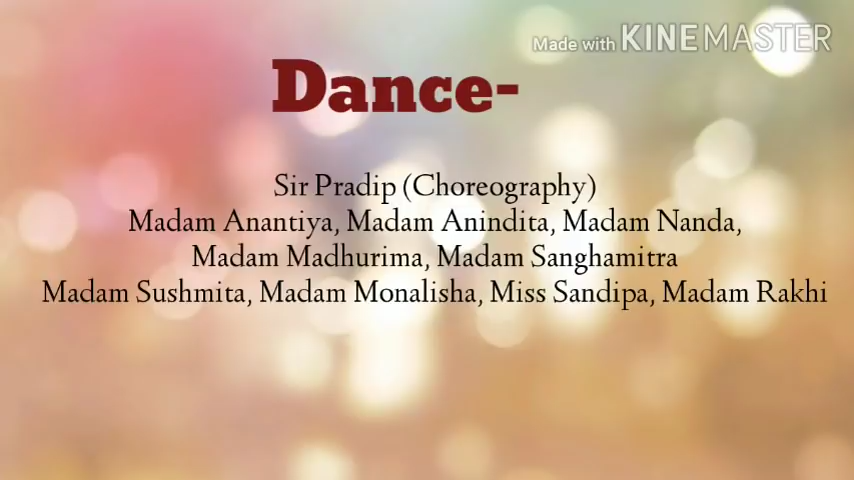 Made with KINEMASTER
Dance-
Sir Pradip (Choreography)
Madam Anantiya, Madam Anindita, Madam Nanda,
Madam Madhurima, Madam Sanghamitra
Madam Sushmita, Madam Monalisha, Miss Sandipa, Madam Rakhi